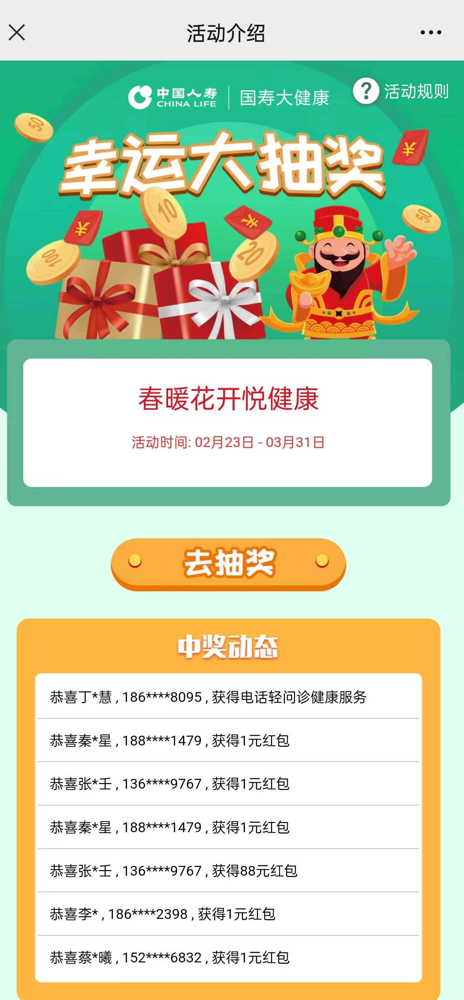 活动介绍
中国人寿
CHINA LIFE
国寿大健康
? 活动规则
幸运大抽奖
50
¥
10
¥
¥
50
100
20
春暖花开悦健康
活动时间: 02月23日 - 03月31日
去抽奖
中奖动态
恭喜丁*慧 , 186****8095 , 获得电话轻问诊健康服务
恭喜秦*星 , 188****1479 , 获得1元红包
恭喜张*壬 , 136****9767 , 获得1元红包
恭喜秦*星 , 188****1479 , 获得1元红包
恭喜张*壬 , 136****9767 , 获得88元红包
恭喜李* , 186****2398 , 获得1元红包
恭喜蔡*曦 , 152****6832 , 获得1元红包